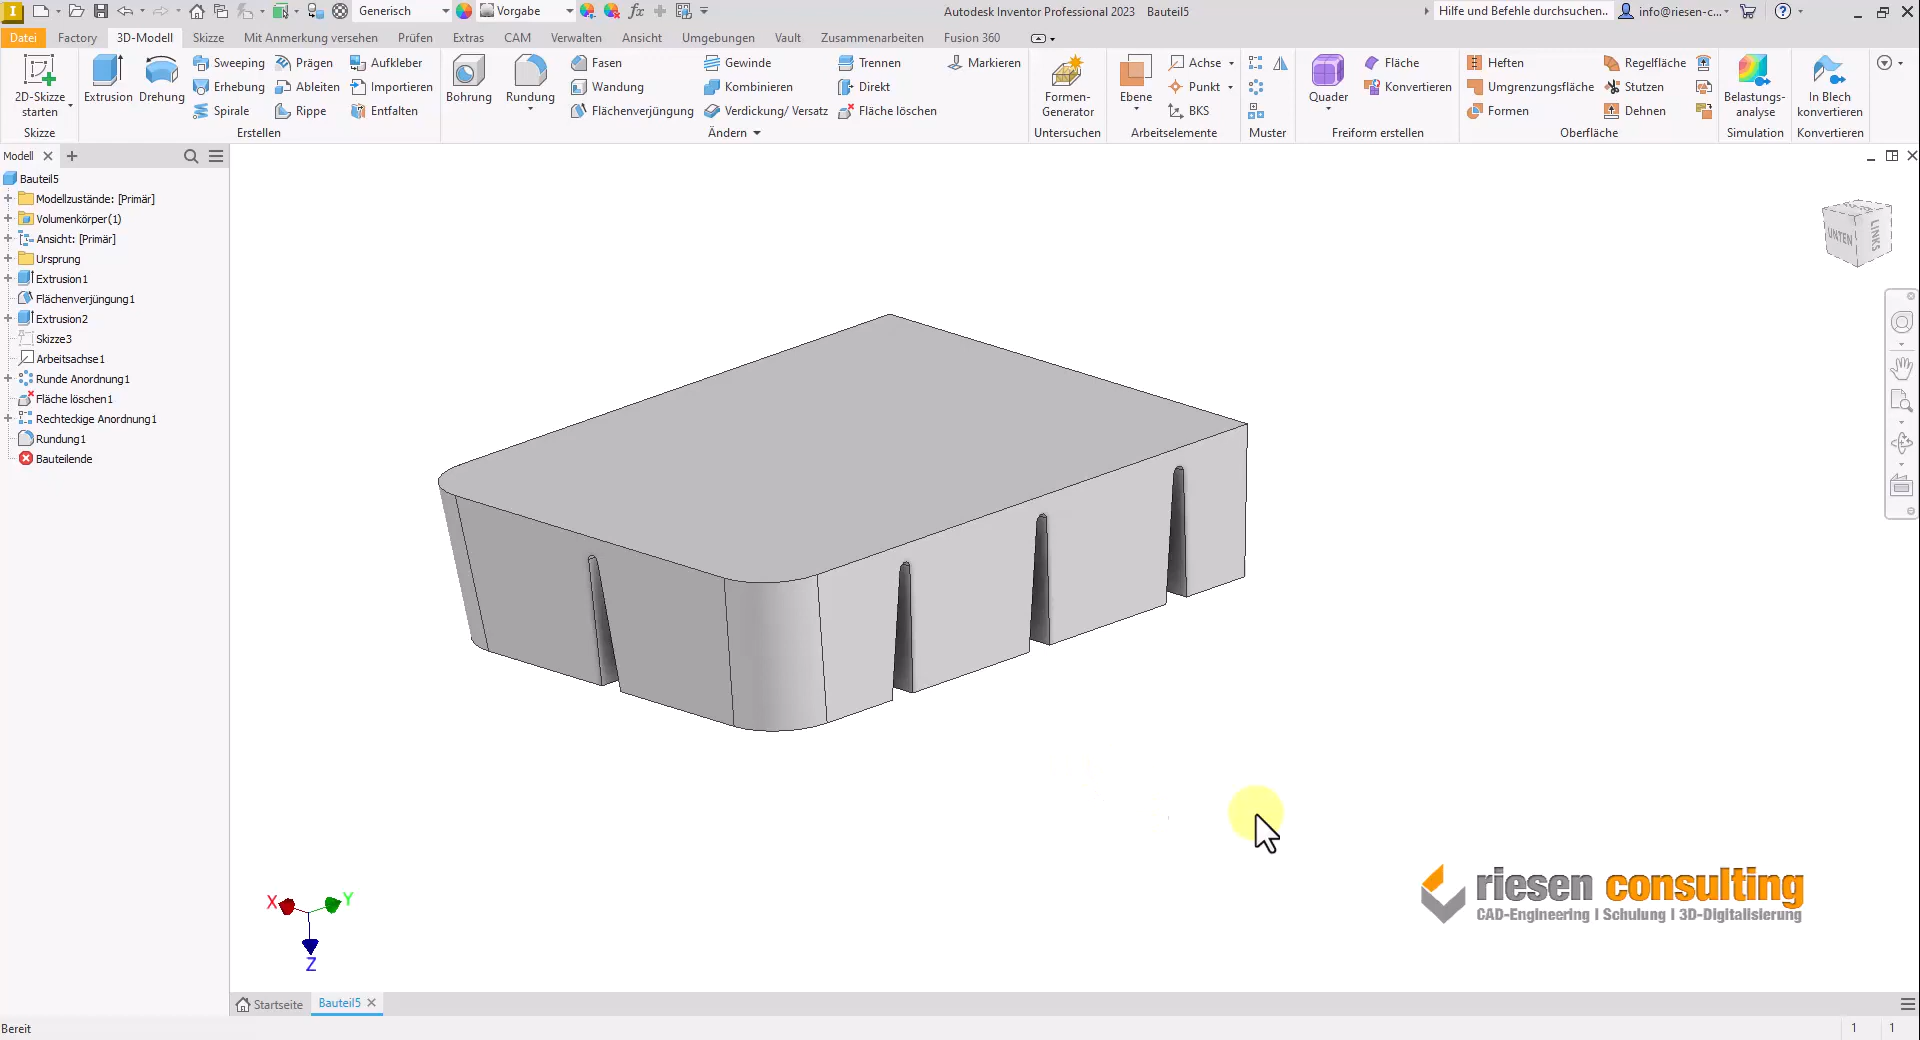 Generisch
Vorgabe
Autodesk Inventor Professional 2023 Bauteil5
Hilfe und Befehle durchsuchen..
info@riesen-c...
Datei
Factory
3D-Modell
Skizze
Mit Anmerkung versehen
Prüfen
Extras
CAM
Verwalten
Ansicht
Umgebungen
Vault
Zusammenarbeiten
Fusion 360
2D-Skizze starten
Skizze
Extrusion
Drehung
Sweeping
Erhebung
Spirale
Prägen
Ableiten
Rippe
Aufkleber
Importieren
Entfalten
Erstellen
Bohrung
Rundung
Fasen
Wandung
Flächenverjüngung
Gewinde
Kombinieren
Verdickung/ Versatz
Trennen
Direkt
Fläche löschen
Markieren
Ändern
Formen-Generator
Untersuchen
Ebene
Achse
Punkt
BKS
Arbeitselemente
Muster
Quader
Fläche
Konvertieren
Freiform erstellen
Heften
Umgrenzungsfläche
Formen
Regelfläche
Stutzen
Dehnen
Oberfläche
Belastungs-analyse
Simulation
In Blech konvertieren
Konvertieren
Modell
Bauteil5
Modellzustände: [Primär]
Volumenkörper(1)
Ansicht: [Primär]
Ursprung
Extrusion1
Flächenverjüngung1
Extrusion2
Skizze3
Arbeitsachse1
Runde Anordnung1
Fläche löschen1
Rechteckige Anordnung1
Rundung1
Bauteilende
UNTEN
LINKS
X
Y
Z
riesen consulting
CAD-Engineering | Schulung | 3D-Digitalisierung
Startseite
Bauteil5
Bereit
1
1